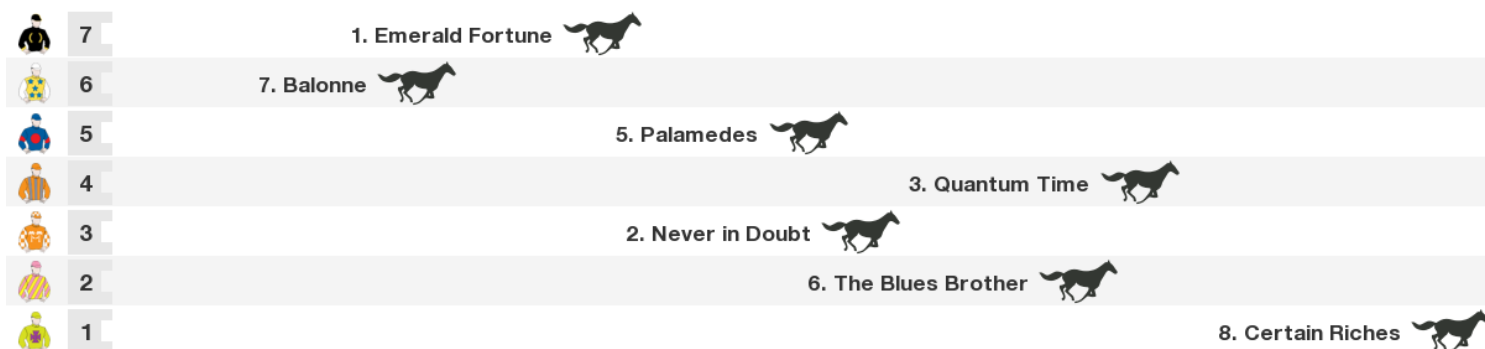 7 1. Emerald Fortune
6 7. Balonne
5 5. Palamedes
4 3. Quantum Time
3 2. Never in Doubt
2 6. The Blues Brother
1 8. Certain Riches